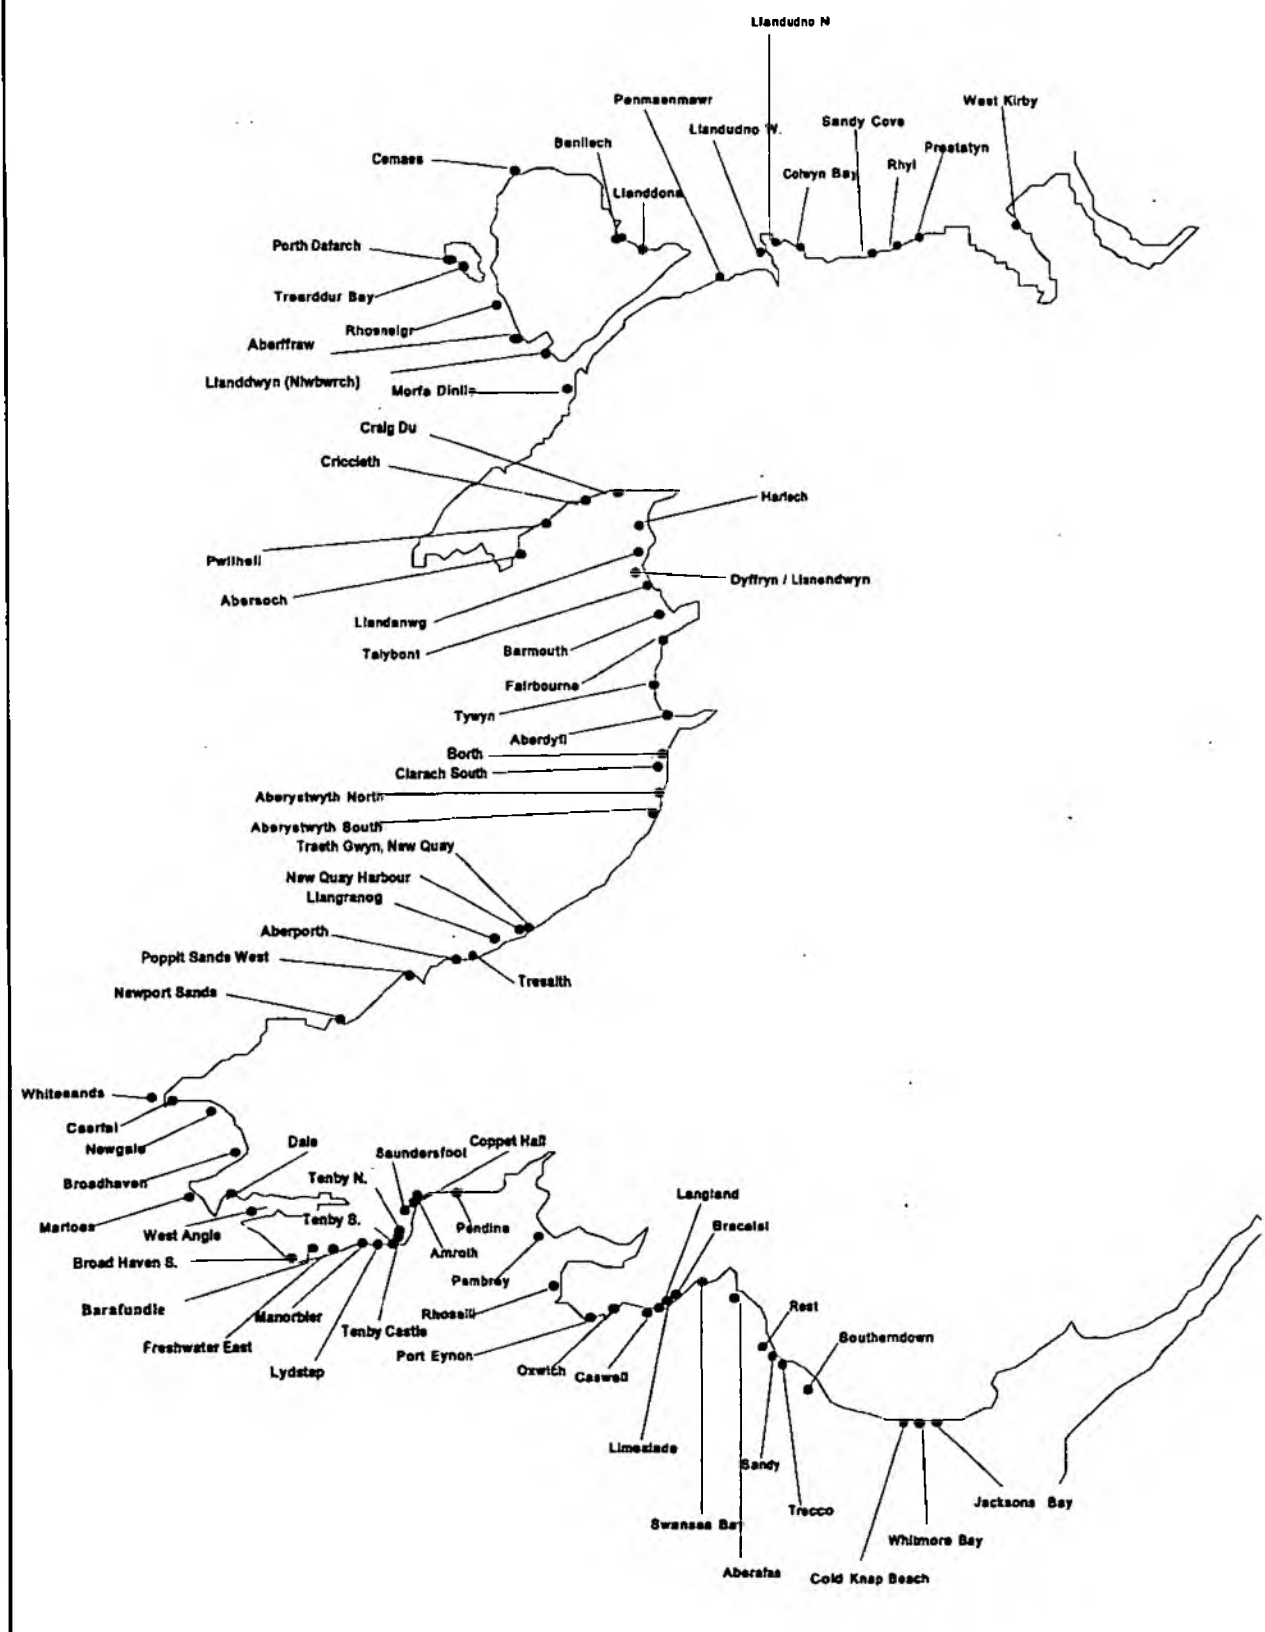 Llandudno N
Penmaenmawr
West Kirby
Llandudno W.
Sandy Cove
Benllech
Prestatyn
Cemaes
Rhyl
Colwyn Bay
Llanddona
Porth Dafarch
Trearddur Bay
Rhosneigr
Aberffraw
Llanddwyn (Niwbwrch)
Morfa Dinlle
Craig Du
Criccieth
Harlech
Pwllheli
Dyffryn / Llanendwyn
Abersoch
Llandanwg
Talybont
Barmouth
Fairbourne
Tywyn
Aberdyfi
Borth
Clarach South
Aberystwyth North
Aberystwyth South
Traeth Gwyn, New Quay
New Quay Harbour
Llangranog
Aberporth
Poppit Sands West
Tresaith
Newport Sands
Whitesands
Caerfai
Newgale
Dale
Coppet Hall
Saundersfoot
Broadhaven
Tenby N.
Langland
Martoes
West Angle
Tenby S.
Pendine
Bracelet
Amroth
Broad Haven S.
Pembrey
Barafundle
Manorbier
Rhossili
Rest
Tenby Castle
Southerndown
Freshwater East
Port Eynon
Lydstep
Oxwich
Caswell
Limeslade
Sandy
Jacksons Bay
Trecco
Swansea Bay
Whitmore Bay
Aberafan
Cold Knap Beach